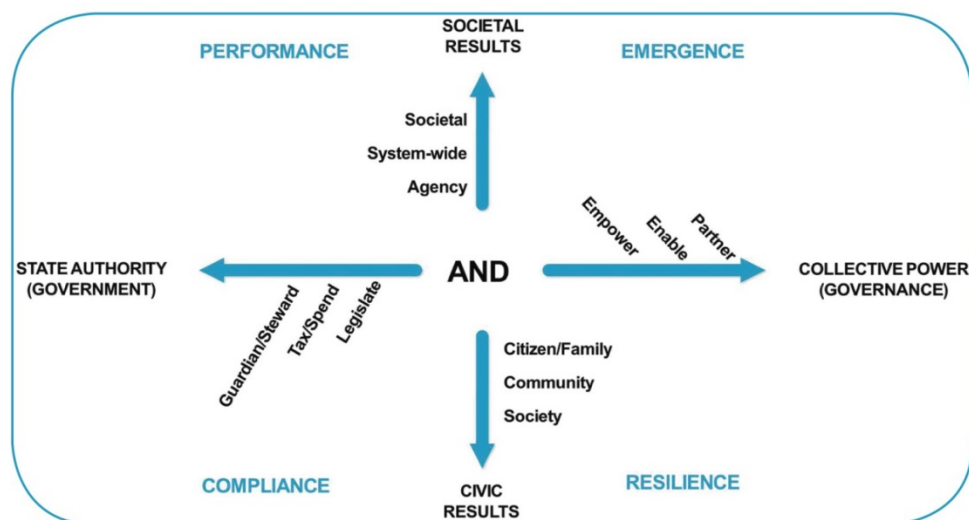 PERFORMANCE
SOCIETAL
RESULTS
EMERGENCE
Societal
System-wide
Agency
Empower
Enable
Partner
STATE AUTHORITY
(GOVERNMENT)
AND
COLLECTIVE POWER
(GOVERNANCE)
Guardian/Steward
Tax/Spend
Legislate
Citizen/Family
Community
Society
COMPLIANCE
CIVIC
RESULTS
RESILIENCE